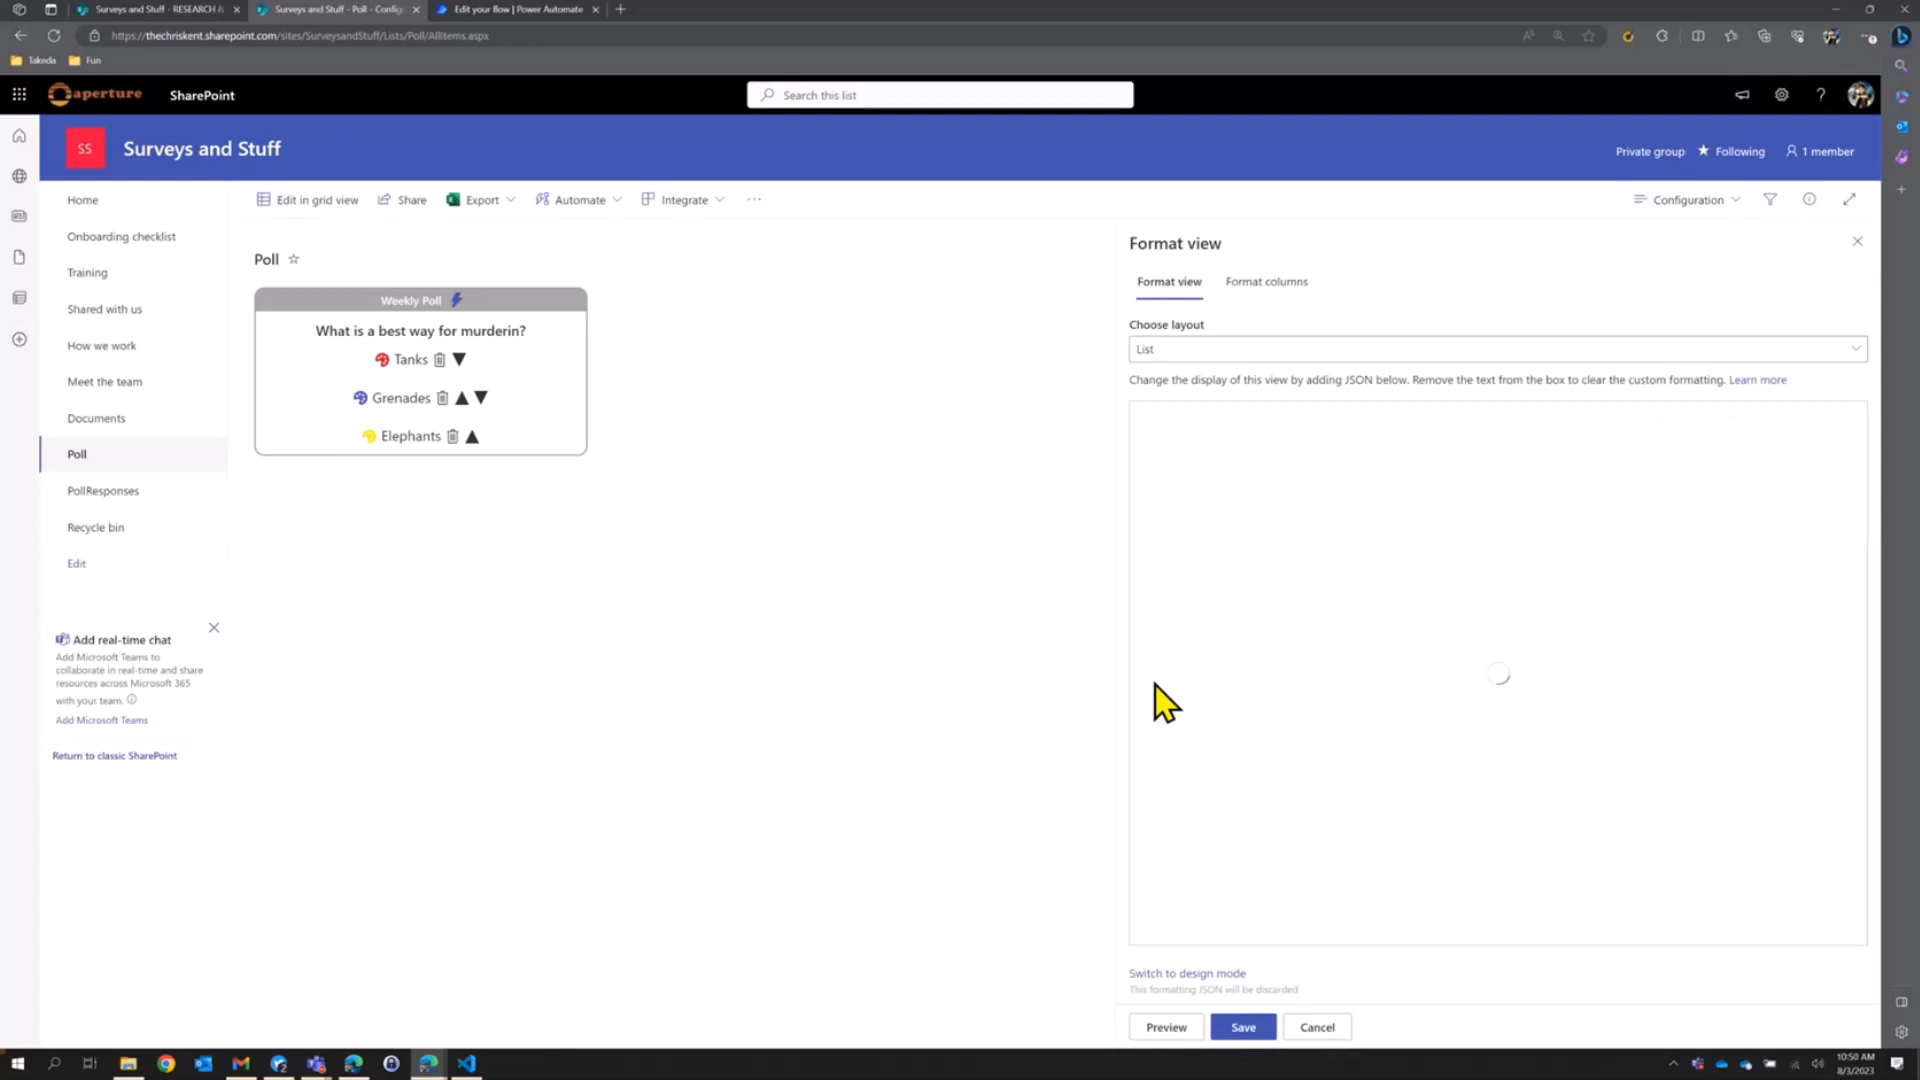 Surveys and Stuff - RESEARCH &
Surveys and Stuff - Poll - Config
Edit your flow | Power Automate
https://thechriskent.sharepoint.com/sites/SurveysandStuff/Lists/Poll/AllItems.aspx
Takeda
Fun
aperture
SharePoint
Search this list
SS
Surveys and Stuff
Private group
Following
1 member
Home
Onboarding checklist
Training
Shared with us
How we work
Meet the team
Documents
Poll
PollResponses
Recycle bin
Edit
Add real-time chat
Add Microsoft Teams to
collaborate in real-time and share
resources across Microsoft 365
with your team.
Add Microsoft Teams
Return to classic SharePoint
Edit in grid view
Share
Export
Automate
Integrate
Configuration
Poll
Weekly Poll
What is a best way for murderin?
Tanks
Grenades
Elephants
Format view
Format view
Format columns
Choose layout
List
Change the display of this view by adding JSON below. Remove the text from the box to clear the custom formatting. Learn more
Switch to design mode
This formatting JSON will be discarded
Preview
Save
Cancel
10:50 AM
8/3/2023